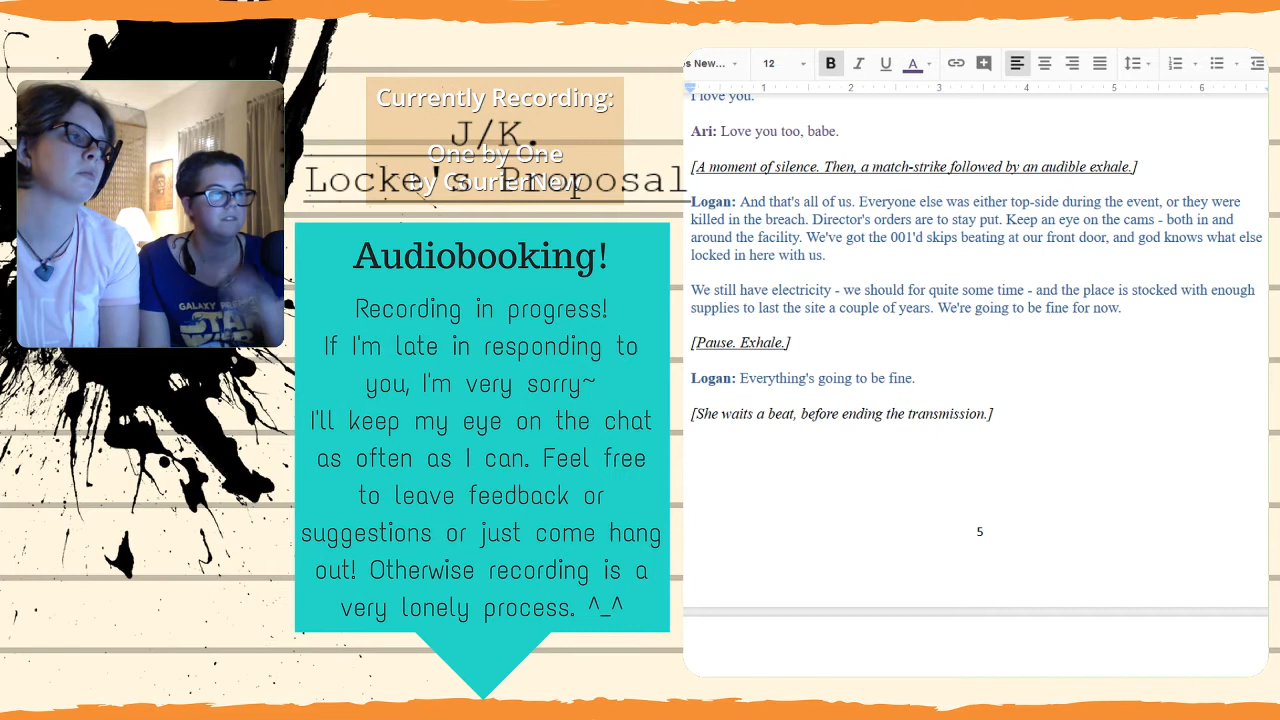 Currently Recording:
J/K.
One by One
Locke's Proposal
by CourierNew
Audiobooking!
Recording in progress!
If I'm late in responding to
you, I'm very sorry~
I'll keep my eye on the chat
as often as I can. Feel free
to leave feedback or
suggestions or just come hang
out! Otherwise recording is a
very lonely process. ^_^
GALAXY
STAR
WARS
s New...
12
B I U A
1 2 3 4 5 6
I love you.
Ari: Love you too, babe.
[A moment of silence. Then, a match-strike followed by an audible exhale.]
Logan: And that's all of us. Everyone else was either top-side during the event, or they were
killed in the breach. Director's orders are to stay put. Keep an eye on the cams - both in and
around the facility. We've got the 001'd skips beating at our front door, and god knows what else
locked in here with us.
We still have electricity - we should for quite some time - and the place is stocked with enough
supplies to last the site a couple of years. We're going to be fine for now.
[Pause. Exhale.]
Logan: Everything's going to be fine.
[She waits a beat, before ending the transmission.]
5